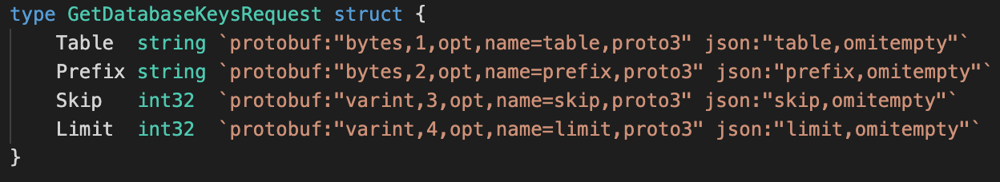 type GetDatabaseKeysRequest struct {
    Table  string `protobuf:"bytes,1,opt,name=table,proto3" json:"table,omitempty"`
    Prefix string `protobuf:"bytes,2,opt,name=prefix,proto3" json:"prefix,omitempty"`
    Skip   int32  `protobuf:"varint,3,opt,name=skip,proto3" json:"skip,omitempty"`
    Limit  int32  `protobuf:"varint,4,opt,name=limit,proto3" json:"limit,omitempty"`
}